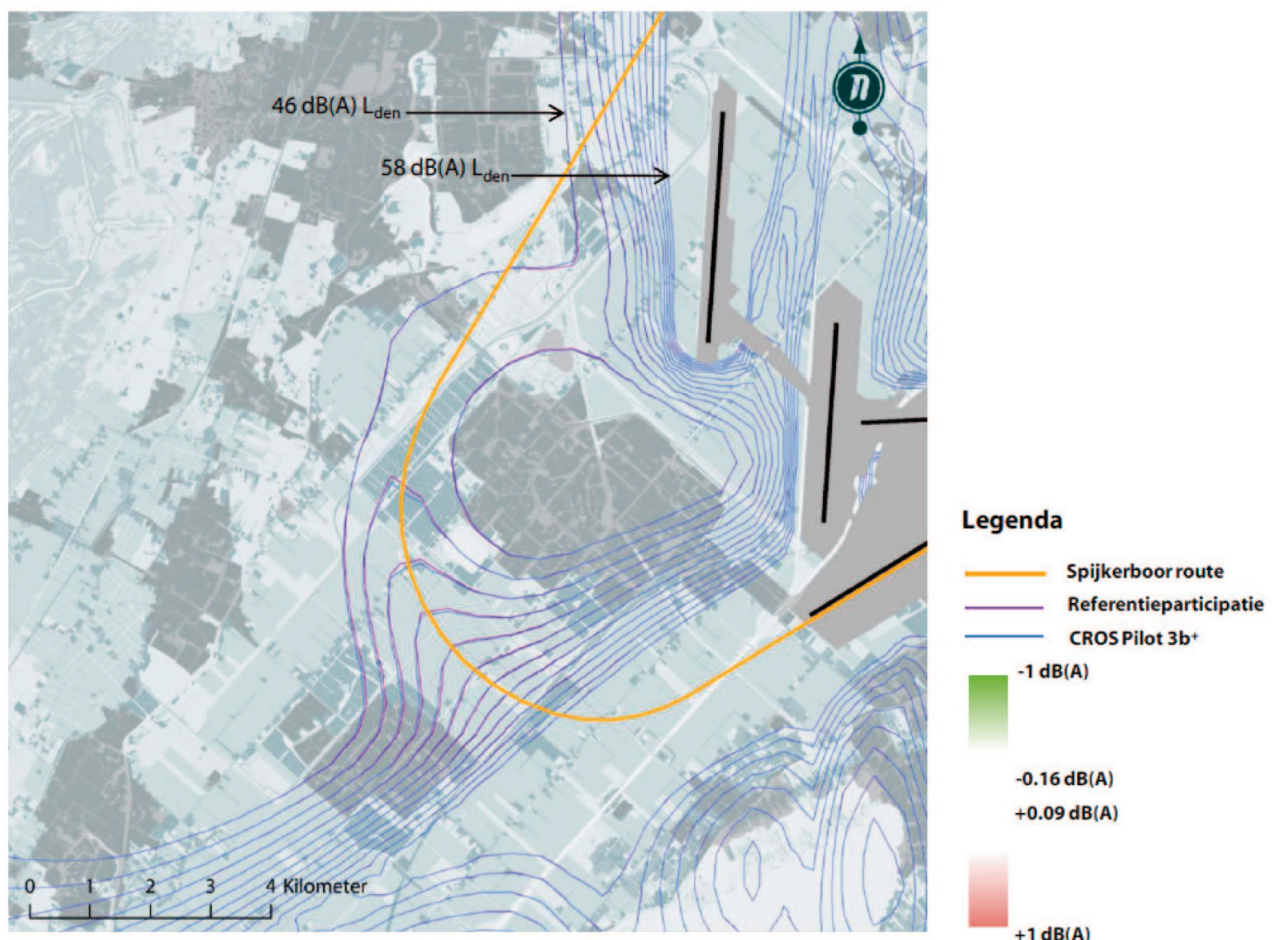 46 dB(A) Lden
58 dB(A) Lden
n
0 1 2 3 4 Kilometer
Legenda
Spijkerboor route
Referentieparticipatie
CROS Pilot 3b+
-1 dB(A)
-0.16 dB(A)
+0.09 dB(A)
+1 dB(A)